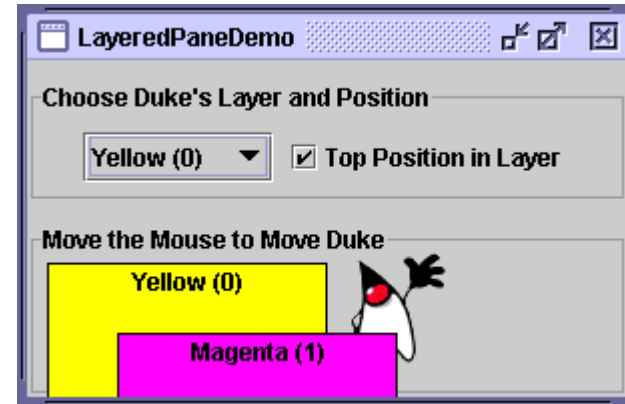 LayeredPaneDemo
Choose Duke's Layer and Position
Yellow (0) Top Position in Layer
Move the Mouse to Move Duke
Yellow (0)
Magenta (1)